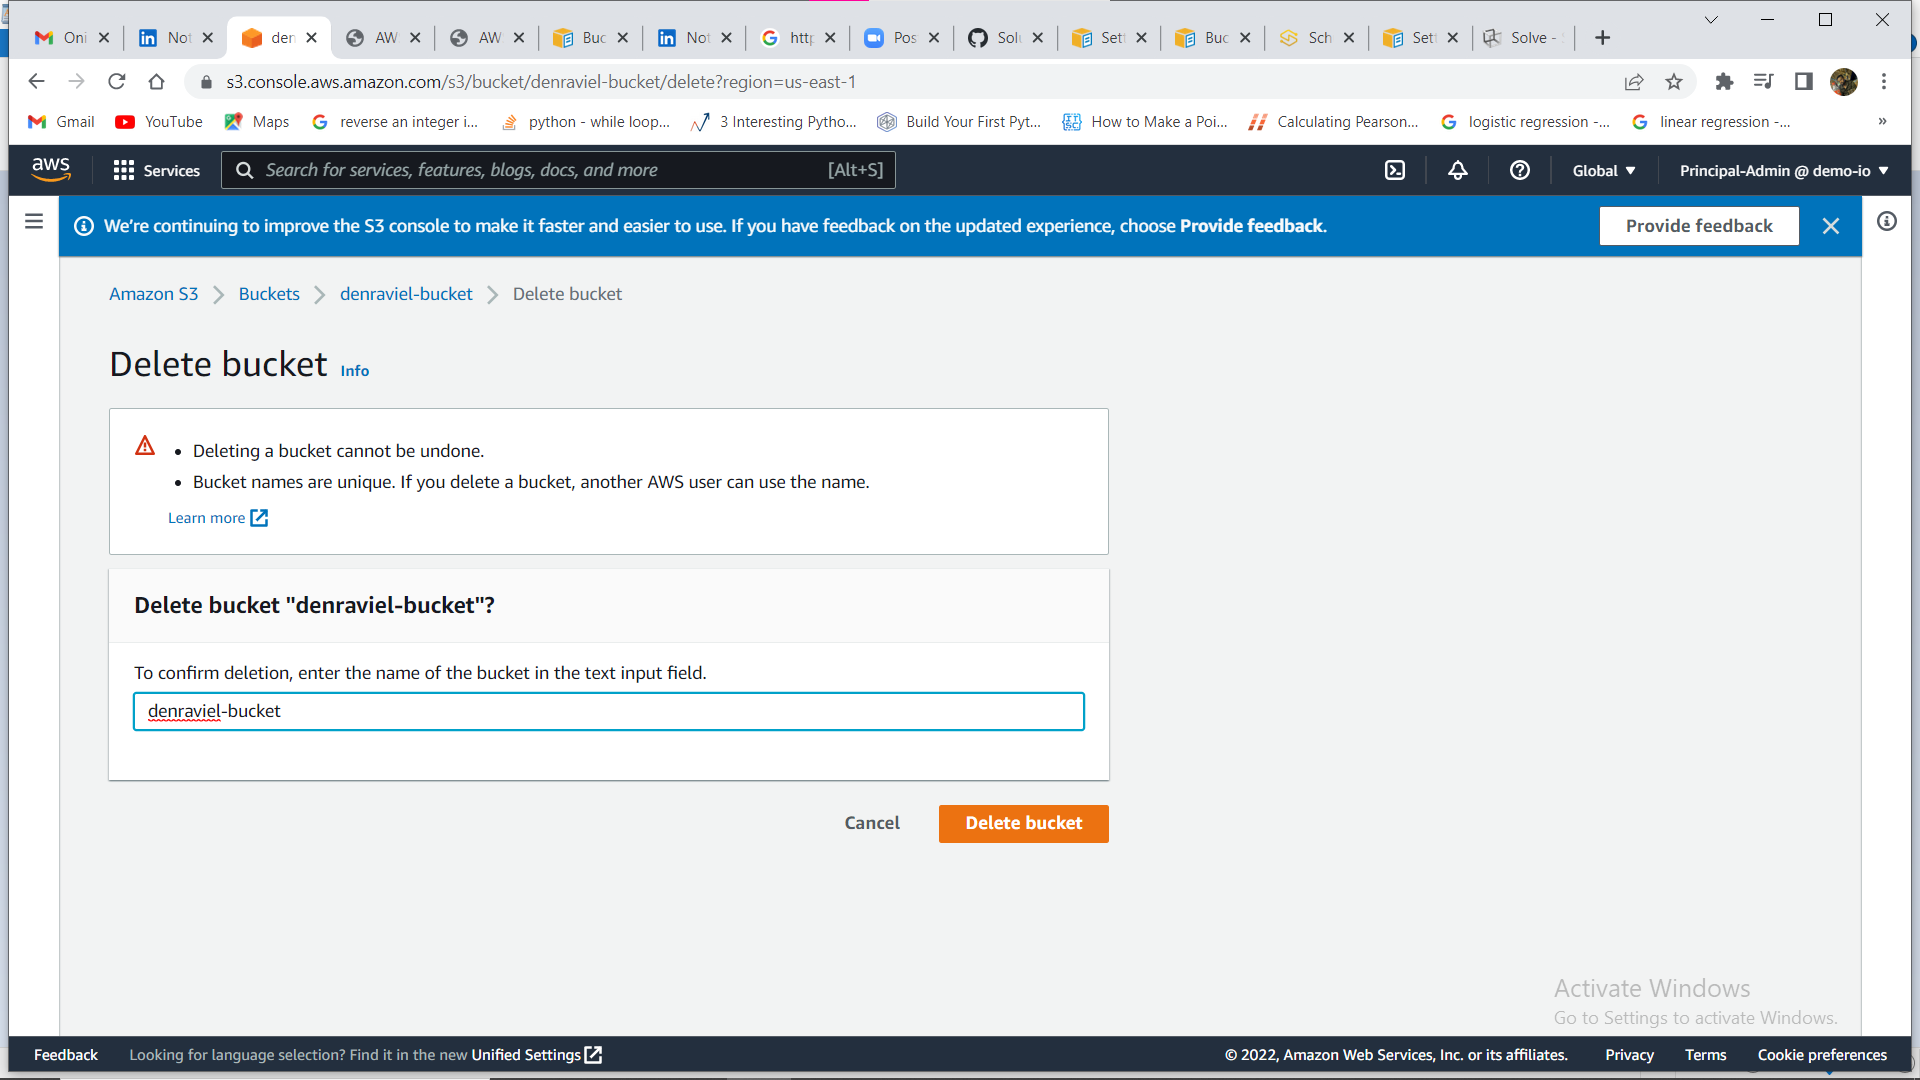 Oni
Not
den
AW
AW
Buc
Not
http
Pos
Solu
Sett
Buc
Sch
Sett
Solve -
s3.console.aws.amazon.com/s3/bucket/denraviel-bucket/delete?region=us-east-1
Gmail
YouTube
Maps
reverse an integer i...
python - while loop...
3 Interesting Pytho...
Build Your First Pyt...
How to Make a Poi...
Calculating Pearson...
logistic regression -...
linear regression -...
»
aws
Services
Search for services, features, blogs, docs, and more
[Alt+S]
Global
Principal-Admin @ demo-io
We're continuing to improve the S3 console to make it faster and easier to use. If you have feedback on the updated experience, choose Provide feedback.
Provide feedback
Amazon S3
Buckets
denraviel-bucket
Delete bucket
Delete bucket
Info
• Deleting a bucket cannot be undone.
• Bucket names are unique. If you delete a bucket, another AWS user can use the name.
Learn more
Delete bucket "denraviel-bucket"?
To confirm deletion, enter the name of the bucket in the text input field.
denraviel-bucket
Cancel
Delete bucket
Activate Windows
Go to Settings to activate Windows.
Feedback
Looking for language selection? Find it in the new Unified Settings
© 2022, Amazon Web Services, Inc. or its affiliates.
Privacy
Terms
Cookie preferences